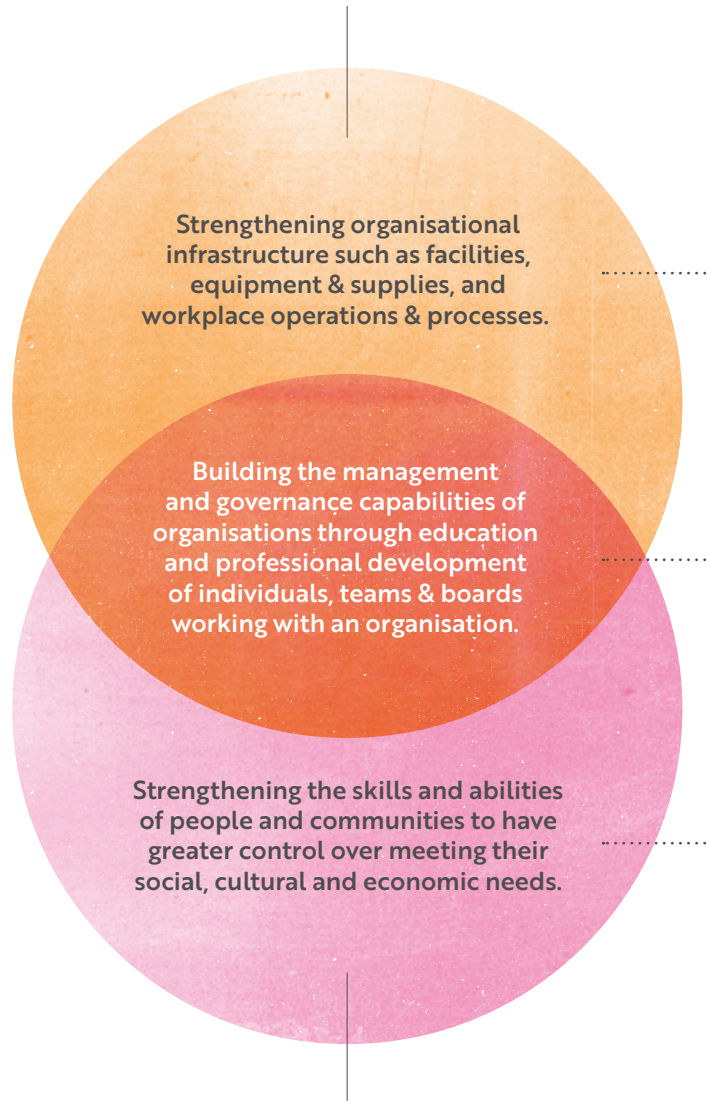 Strengthening organisational
infrastructure such as facilities,
equipment & supplies, and
workplace operations & processes.
Building the management
and governance capabilities of
organisations through education
and professional development
of individuals, teams & boards
working with an organisation.
Strengthening the skills and abilities
of people and communities to have
greater control over meeting their
social, cultural and economic needs.